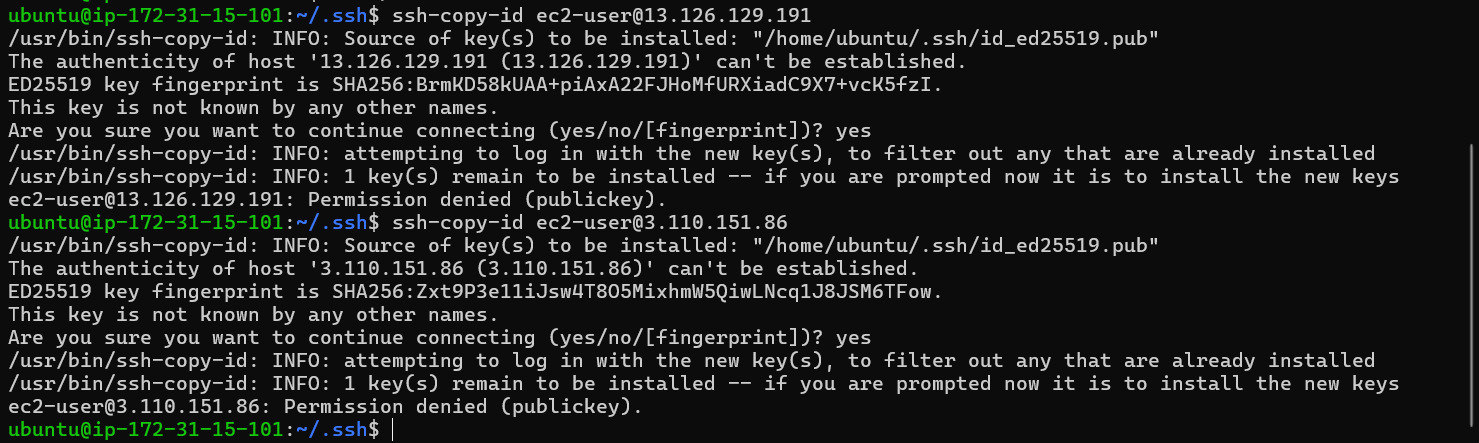 ubuntu@ip-172-31-15-101:~/.ssh$ ssh-copy-id ec2-user@13.126.129.191
/usr/bin/ssh-copy-id: INFO: Source of key(s) to be installed: "/home/ubuntu/.ssh/id_ed25519.pub"
The authenticity of host '13.126.129.191 (13.126.129.191)' can't be established.
ED25519 key fingerprint is SHA256:BrmKD58kUAA+piAxA22FJHoMfURXiadC9X7+vcK5fzI.
This key is not known by any other names.
Are you sure you want to continue connecting (yes/no/[fingerprint])? yes
/usr/bin/ssh-copy-id: INFO: attempting to log in with the new key(s), to filter out any that are already installed
/usr/bin/ssh-copy-id: INFO: 1 key(s) remain to be installed -- if you are prompted now it is to install the new keys
ec2-user@13.126.129.191: Permission denied (publickey).
ubuntu@ip-172-31-15-101:~/.ssh$ ssh-copy-id ec2-user@3.110.151.86
/usr/bin/ssh-copy-id: INFO: Source of key(s) to be installed: "/home/ubuntu/.ssh/id_ed25519.pub"
The authenticity of host '3.110.151.86 (3.110.151.86)' can't be established.
ED25519 key fingerprint is SHA256:Zxt9P3e11iJsw4T8O5MixhmW5QiwLNcq1J8JSM6TFow.
This key is not known by any other names.
Are you sure you want to continue connecting (yes/no/[fingerprint])? yes
/usr/bin/ssh-copy-id: INFO: attempting to log in with the new key(s), to filter out any that are already installed
/usr/bin/ssh-copy-id: INFO: 1 key(s) remain to be installed -- if you are prompted now it is to install the new keys
ec2-user@3.110.151.86: Permission denied (publickey).
ubuntu@ip-172-31-15-101:~/.ssh$